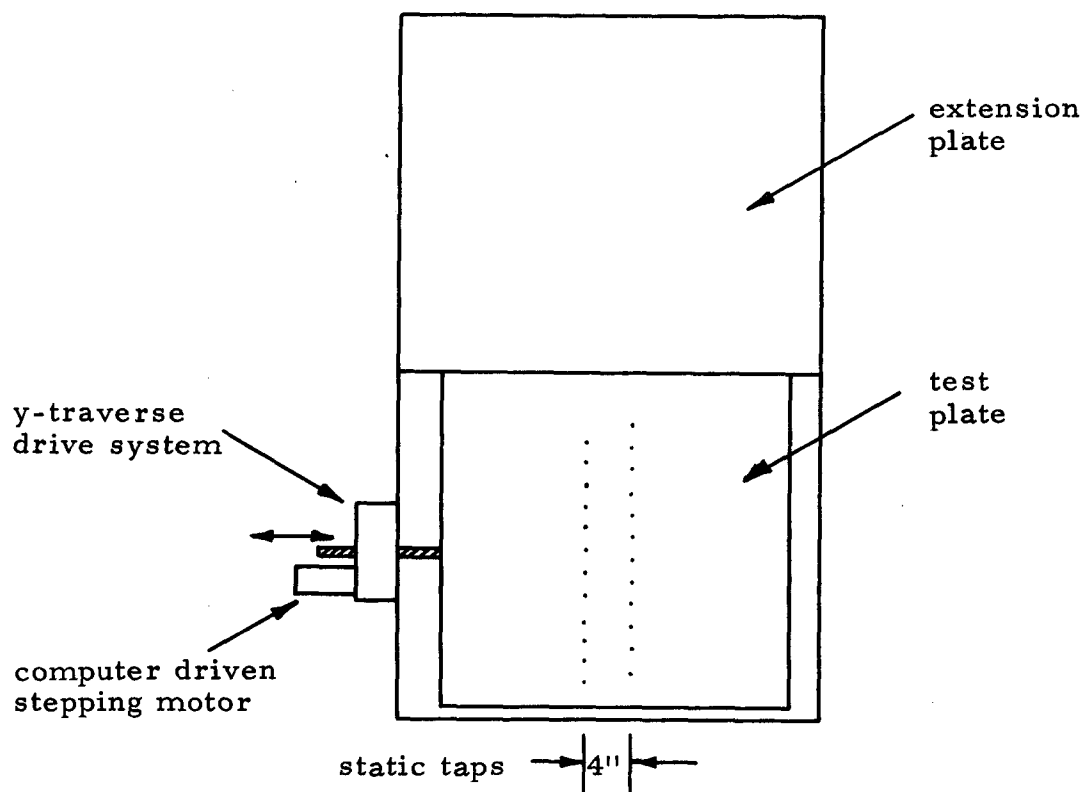 extension
plate
test
plate
y-traverse
drive system
computer driven
stepping motor
static taps 4"